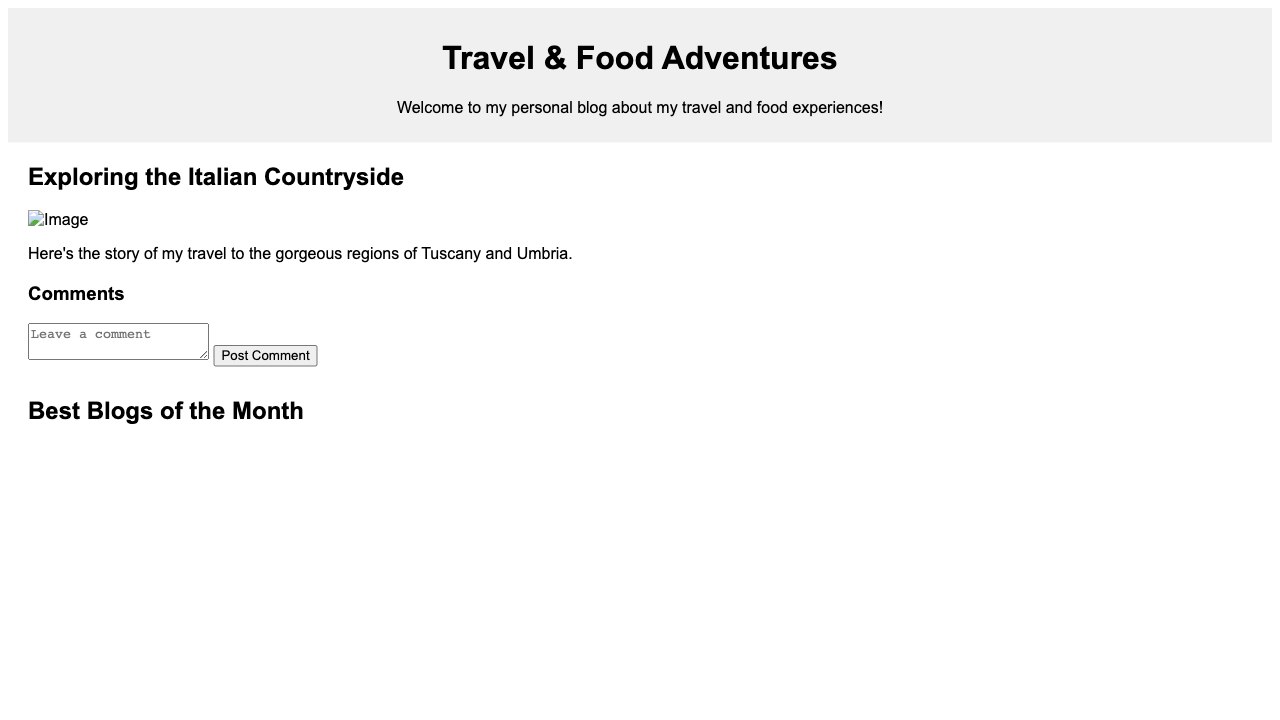 Travel & Food Adventures
Welcome to my personal blog about my travel and food experiences!
Exploring the Italian Countryside
Image
Here's the story of my travel to the gorgeous regions of Tuscany and Umbria.
Comments
Leave a comment
Post Comment
Best Blogs of the Month